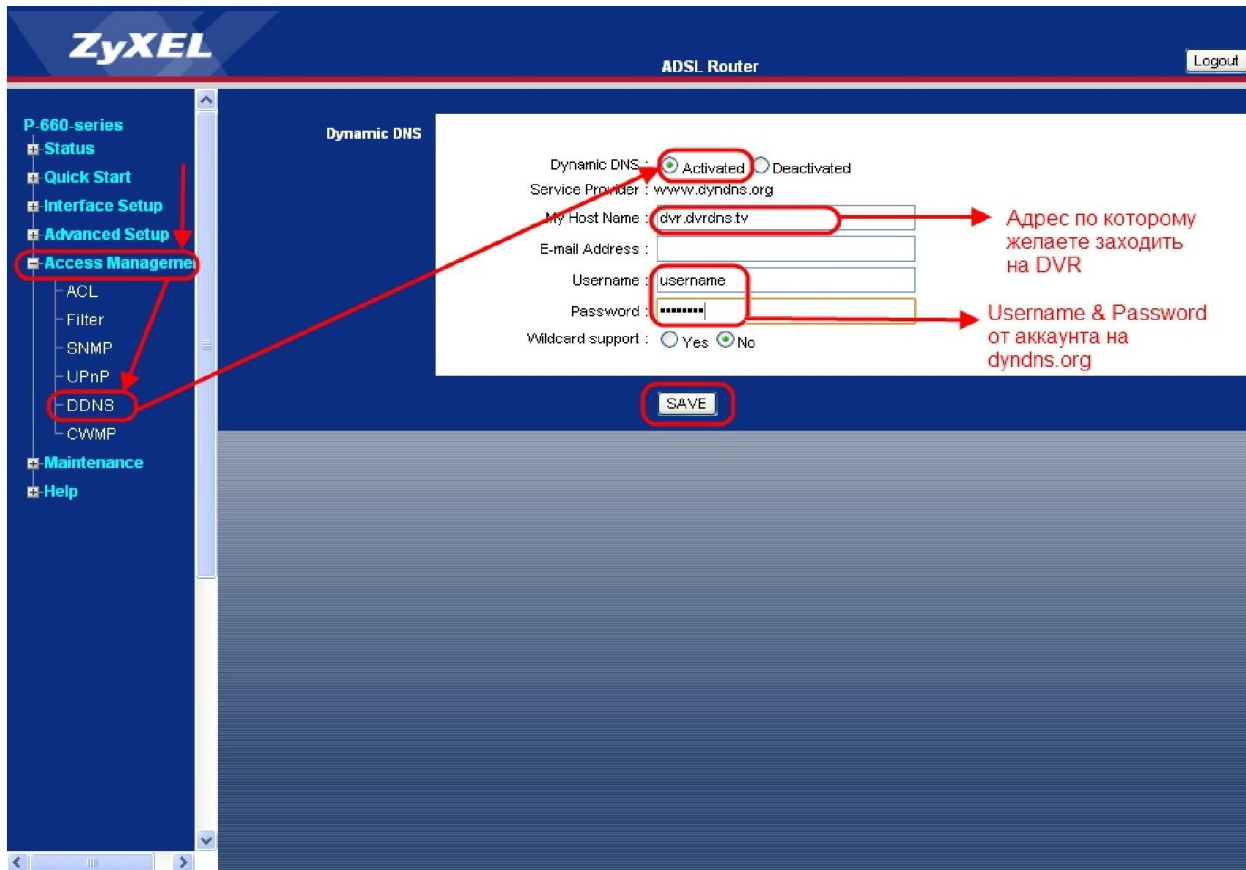 ZyXEL
ADSL Router
Logout
P-660-series
Status
Quick Start
Interface Setup
Advanced Setup
Access Manageme
ACL
Filter
SNMP
UPnP
DDNS
CWMP
Maintenance
Help
Dynamic DNS
Dynamic DNS : Activated Deactivated
Service Provider : www.dyndns.org
My Host Name : dvr.dvrdns.tv
E-mail Address :
Username : username
Password : ••••••••
Wildcard support : Yes No
SAVE
Адрес по которому
желаете заходить
на DVR
Username & Password
от аккаунта на
dyndns.org